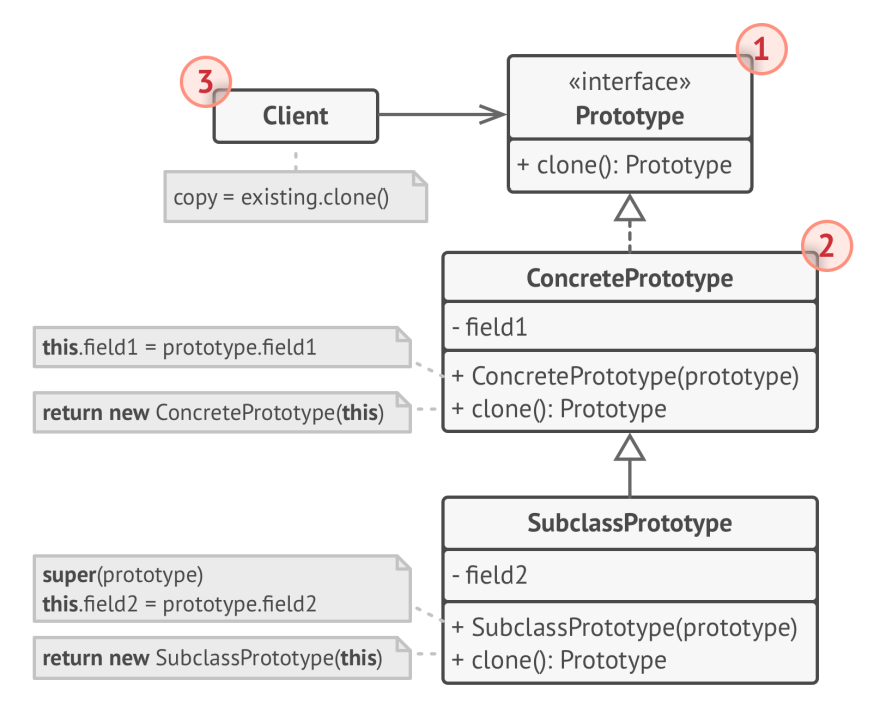 1
«interface»
Prototype
+ clone(): Prototype
3
Client
copy = existing.clone()
2
ConcretePrototype
- field1
+ ConcretePrototype(prototype)
+ clone(): Prototype
this.field1 = prototype.field1
return new ConcretePrototype(this)
SubclassPrototype
- field2
+ SubclassPrototype(prototype)
+ clone(): Prototype
super(prototype)
this.field2 = prototype.field2
return new SubclassPrototype(this)